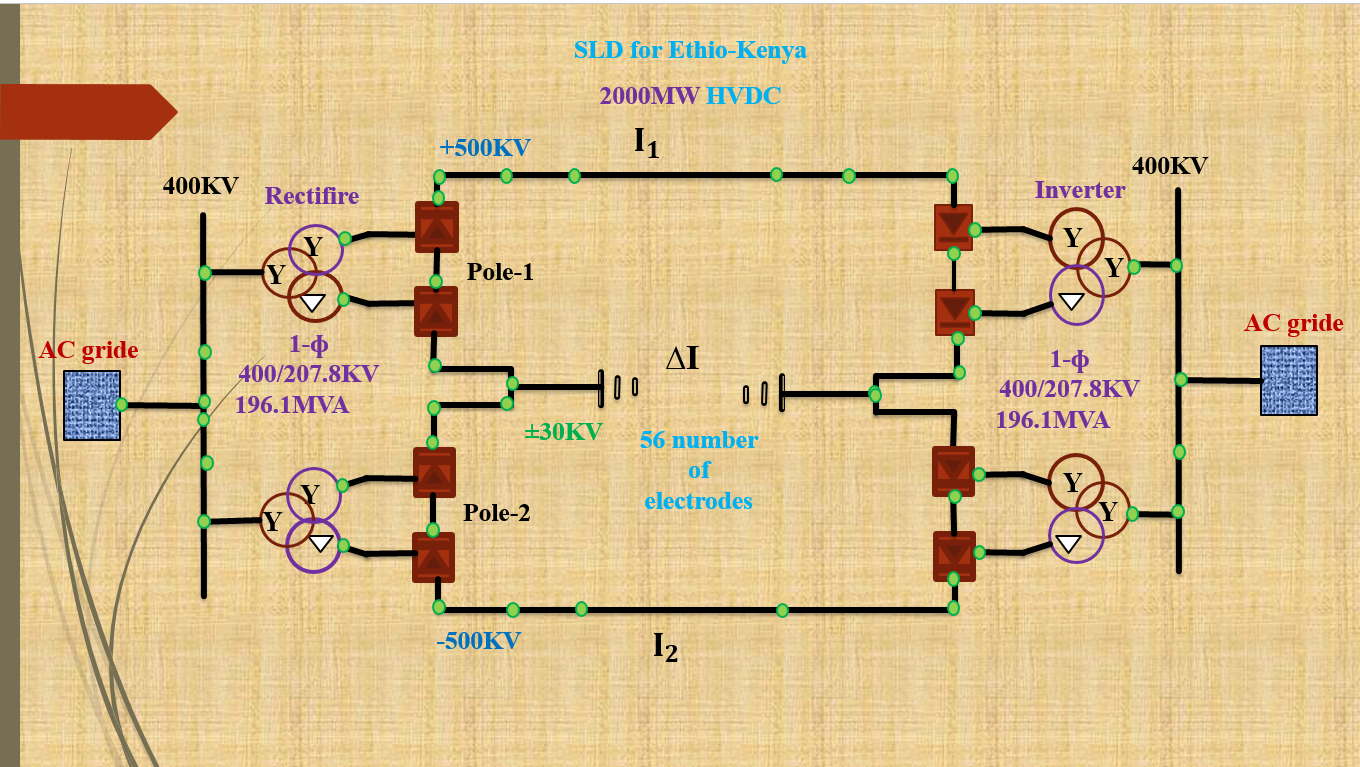 SLD for Ethio-Kenya
2000MW HVDC
I₁
+500KV
400KV
Rectifire
Y
Y
Pole-1
AC gride
1-ф
400/207.8KV
196.1MVA
ΔI
±30KV
56 number
of
electrodes
Y
Y
Pole-2
-500KV
I₂
400KV
Inverter
Y
Y
AC gride
1-ф
400/207.8KV
196.1MVA
Y
Y